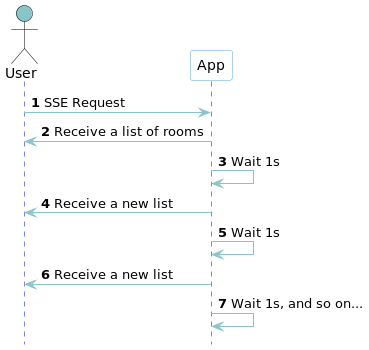 User
App
1 SSE Request
2 Receive a list of rooms
3 Wait 1s
4 Receive a new list
5 Wait 1s
6 Receive a new list
7 Wait 1s, and so on...